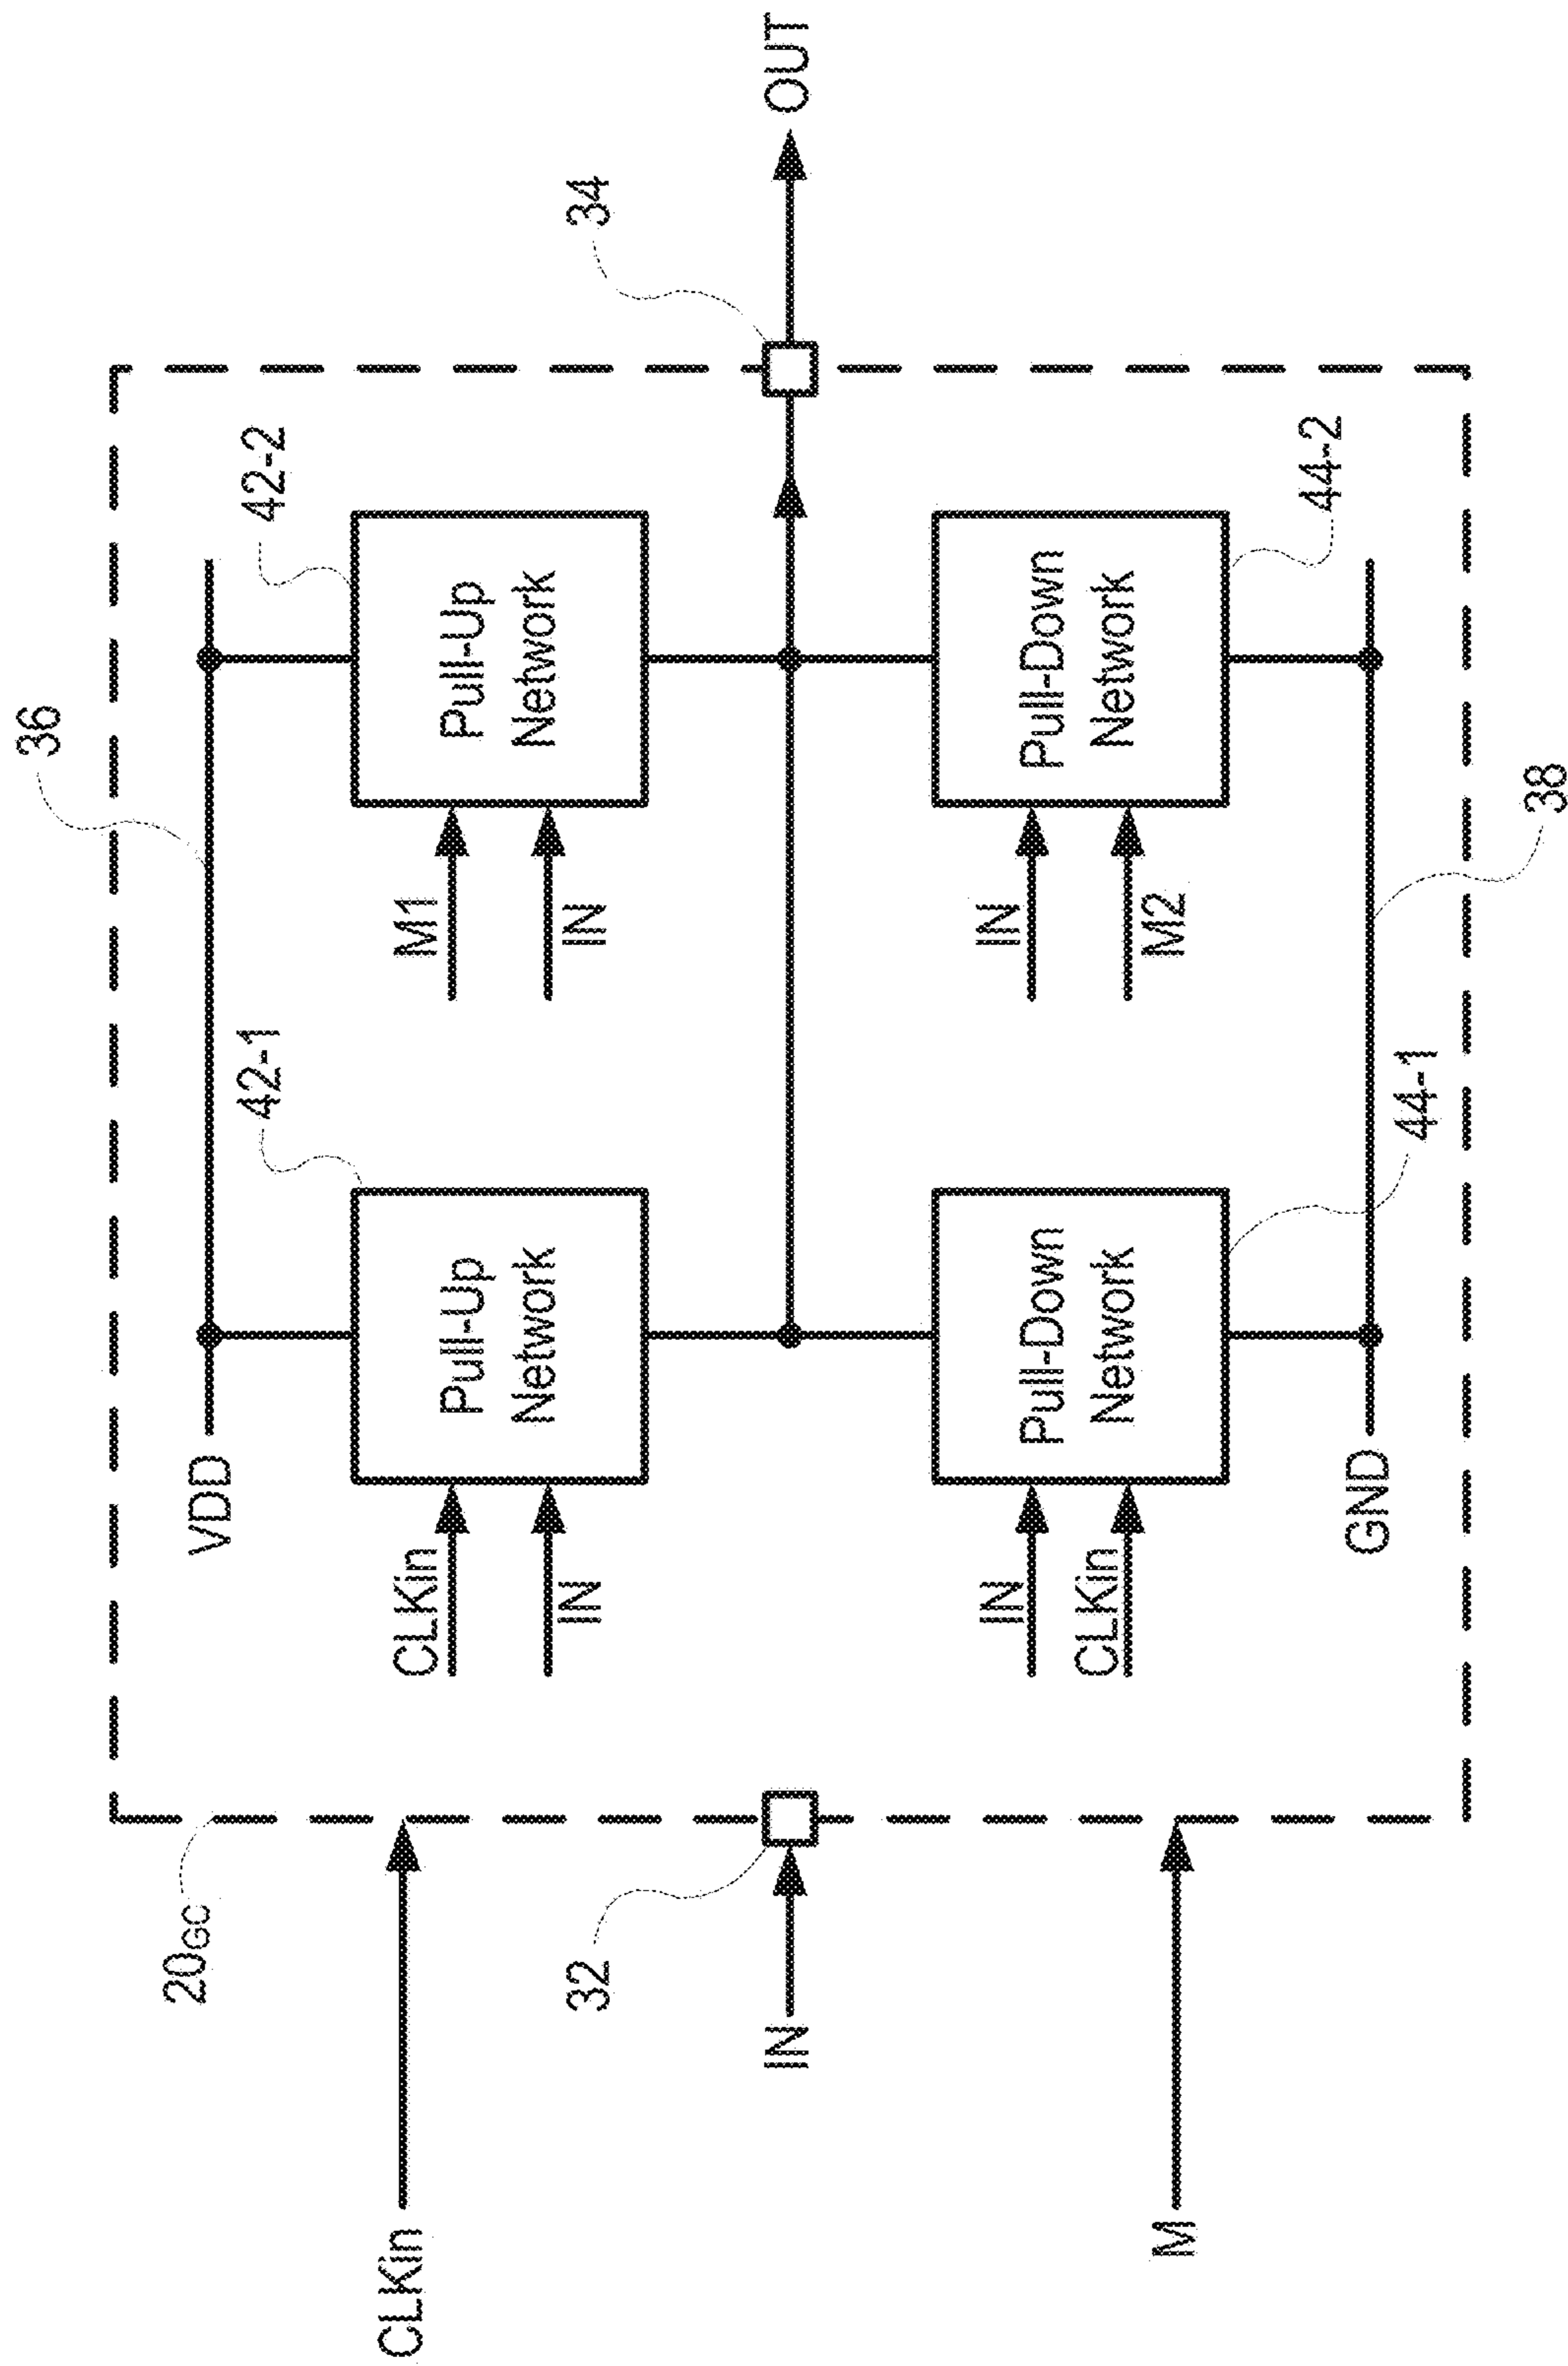 36
42-1
42-2
VDD
20GC
CLKin
CLKin
Pull-Up
Network
M1
Pull-Up
Network
IN
IN
34
32
IN
OUT
IN
Pull-Down
Network
IN
Pull-Down
Network
CLKin
M2
M
44-2
GND
44-1
38